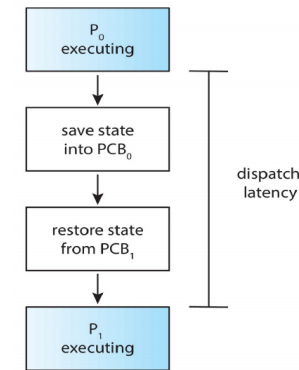 P₀
executing
save state
into PCB₀
dispatch
latency
restore state
from PCB₁
P₁
executing